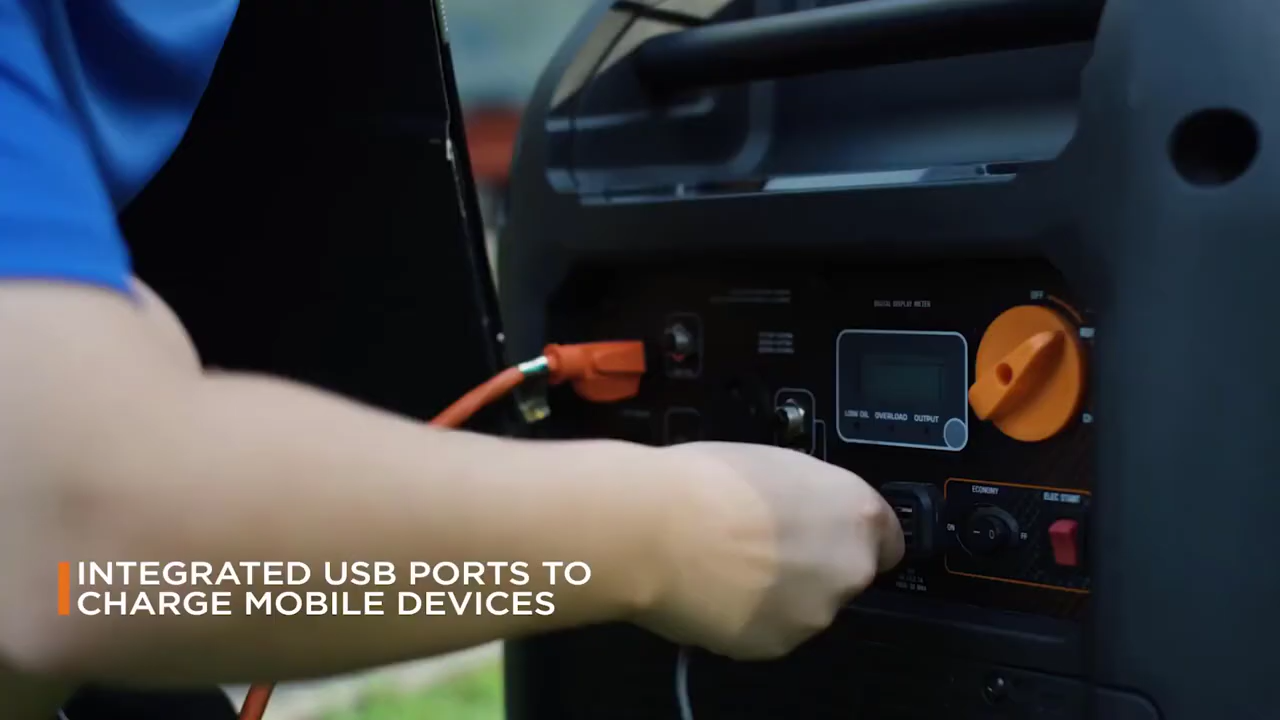 DIGITAL DISPLAY METER
OFF
LOW OIL OVERLOAD OUTPUT
ECONOMY
ELEC START
ON
INTEGRATED USB PORTS TO
CHARGE MOBILE DEVICES